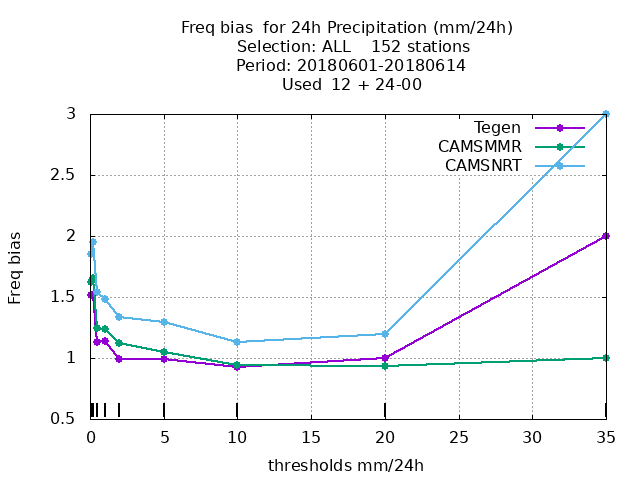 Freq bias  for 24h Precipitation (mm/24h)
Selection: ALL    152 stations
Period: 20180601-20180614
Used  12 + 24-00
Tegen
CAMSMMR
CAMSNRT
3
2.5
2
1.5
1
0.5
Freq bias
0 5 10 15 20 25 30 35
thresholds mm/24h